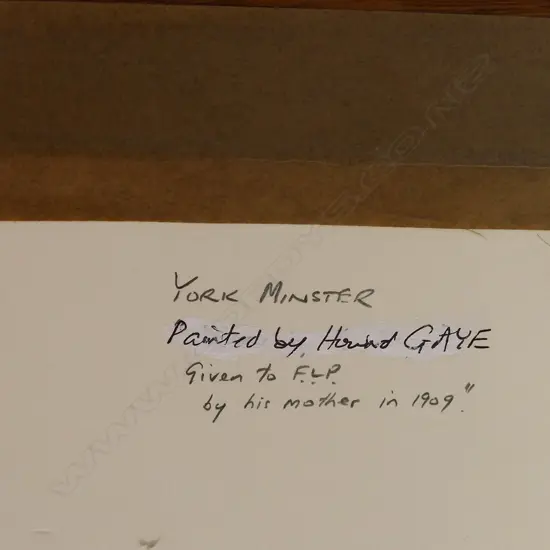 YORK MINSTER
Painted by Howard GAYE
Given to F.L.P.
by his mother in 1909"